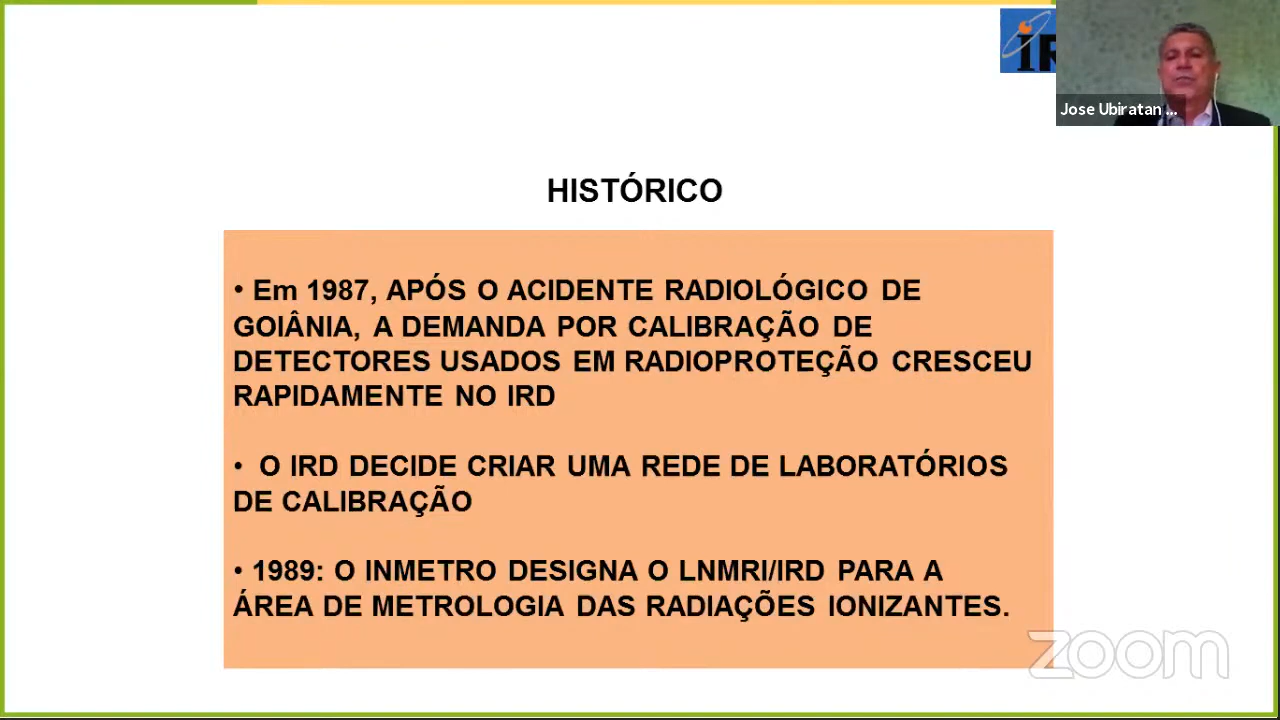 iR
Jose Ubiratan ...
HISTÓRICO
• Em 1987, APÓS O ACIDENTE RADIOLÓGICO DE
GOIÂNIA, A DEMANDA POR CALIBRAÇÃO DE
DETECTORES USADOS EM RADIOPROTEÇÃO CRESCEU
RAPIDAMENTE NO IRD
• O IRD DECIDE CRIAR UMA REDE DE LABORATÓRIOS
DE CALIBRAÇÃO
• 1989: O INMETRO DESIGNA O LNMRI/IRD PARA A
ÁREA DE METROLOGIA DAS RADIAÇÕES IONIZANTES.
zoom